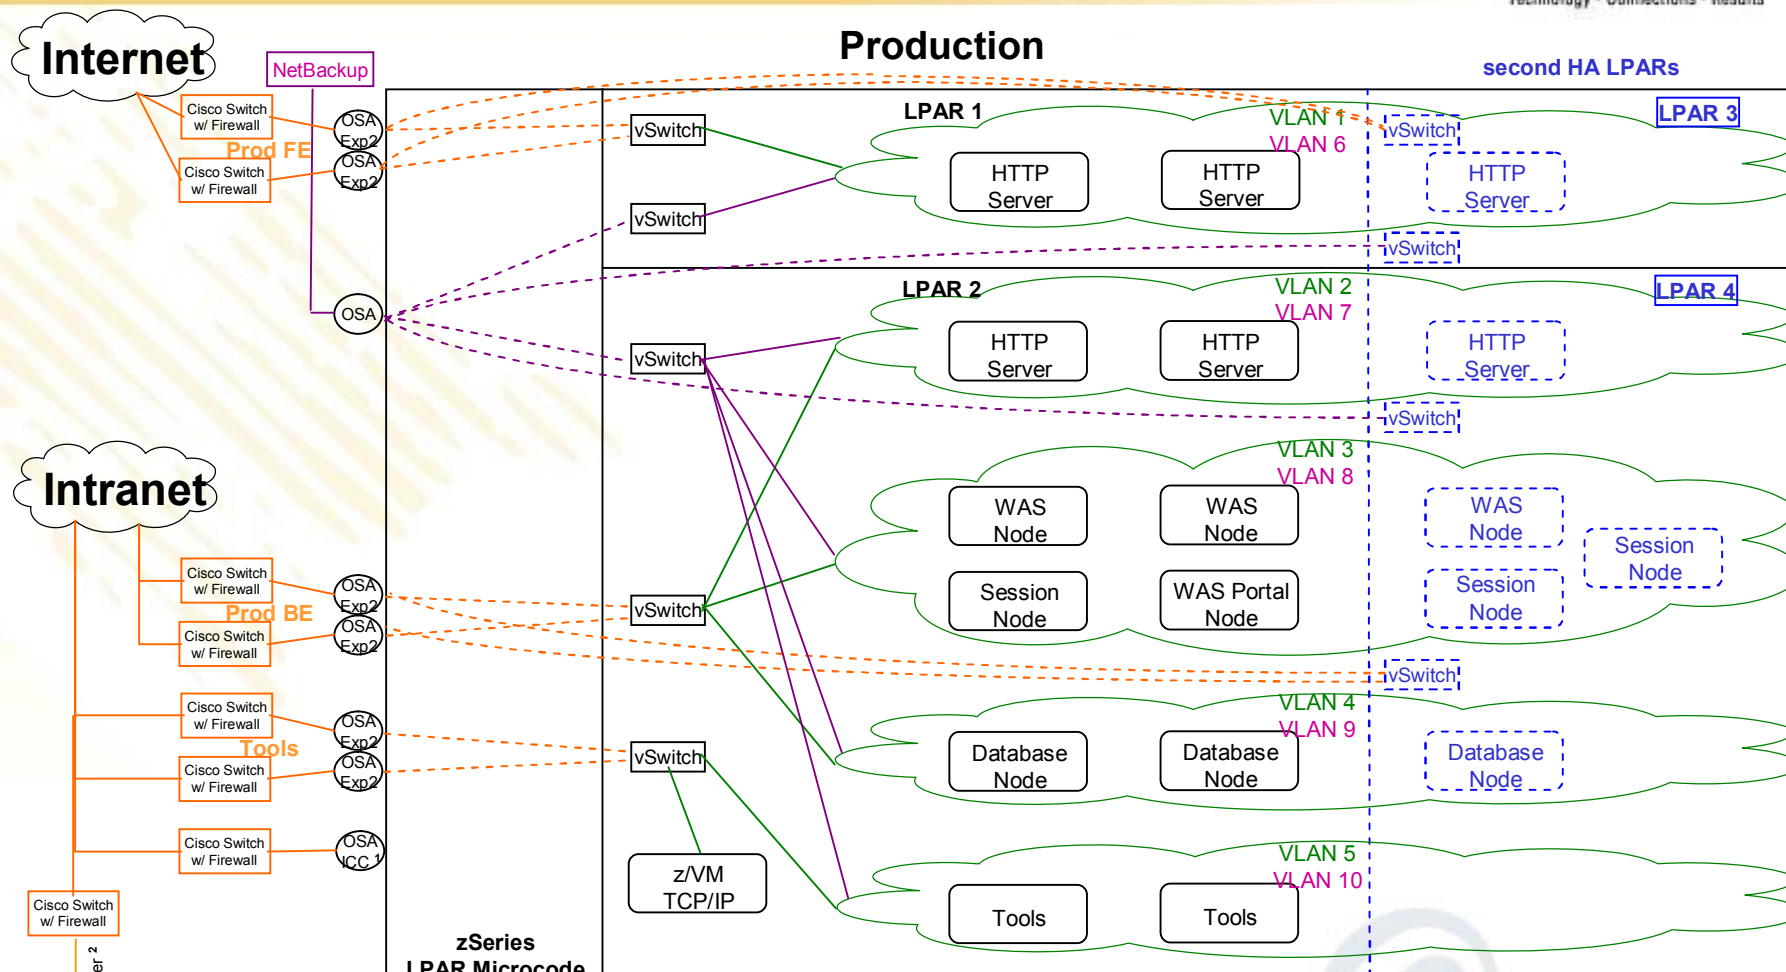 Technology - Connections - Results
Production
Internet
NetBackup
second HA LPARs
Cisco Switch
w/ Firewall
OSA
Exp2
Prod FE
Cisco Switch
w/ Firewall
OSA
Exp2
vSwitch
LPAR 1
VLAN 1
VLAN 6
vSwitch
LPAR 3
HTTP
Server
HTTP
Server
HTTP
Server
vSwitch
vSwitch
OSA
LPAR 2
VLAN 2
VLAN 7
LPAR 4
vSwitch
HTTP
Server
HTTP
Server
HTTP
Server
vSwitch
Intranet
VLAN 3
VLAN 8
WAS
Node
WAS
Node
WAS
Node
Session
Node
Cisco Switch
w/ Firewall
OSA
Exp2
Prod BE
Cisco Switch
w/ Firewall
OSA
Exp2
vSwitch
Session
Node
WAS Portal
Node
Session
Node
vSwitch
Cisco Switch
w/ Firewall
OSA
Exp2
Tools
Cisco Switch
w/ Firewall
OSA
Exp2
vSwitch
VLAN 4
VLAN 9
Database
Node
Database
Node
Database
Node
Cisco Switch
w/ Firewall
OSA
ICC 1
z/VM
TCP/IP
VLAN 5
VLAN 10
Tools
Tools
Cisco Switch
w/ Firewall
er 2
zSeries
LPAR Microcode